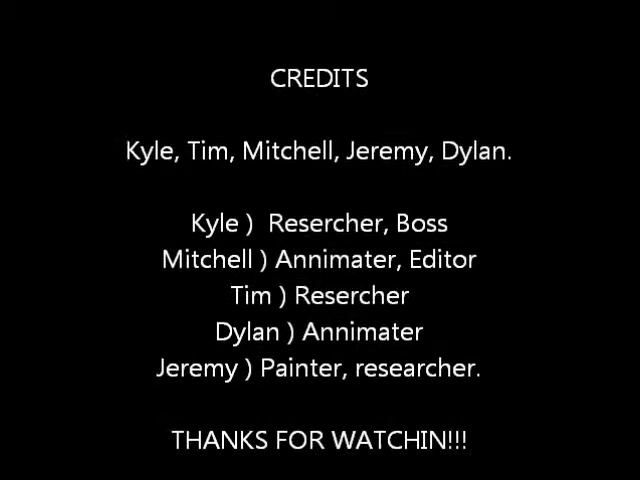 CREDITS
Kyle, Tim, Mitchell, Jeremy, Dylan.
Kyle )  Resercher, Boss
Mitchell ) Annimater, Editor
Tim ) Resercher
Dylan ) Annimater
Jeremy ) Painter, researcher.
THANKS FOR WATCHIN!!!